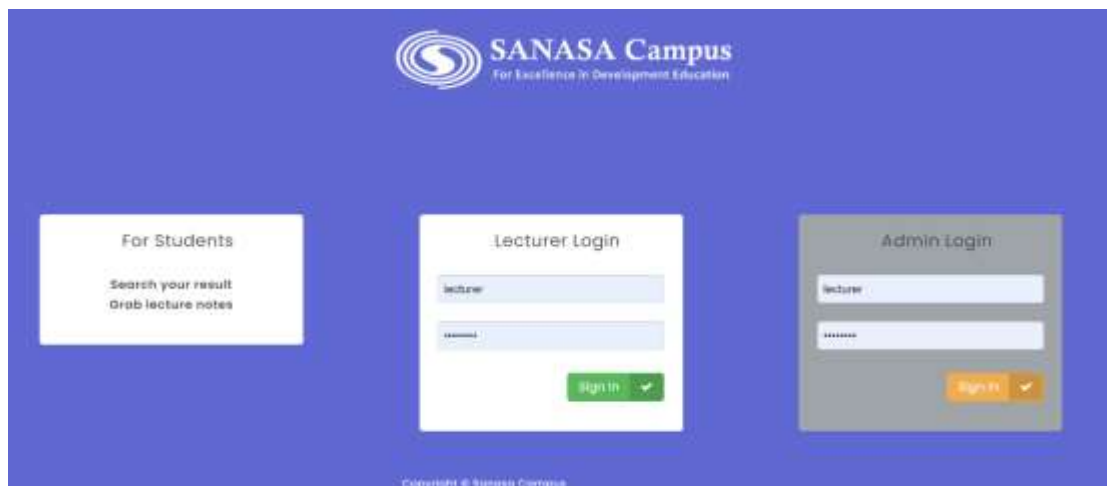 SANASA Campus
For Excellence in Development Education
For Students
Search your result
Grab lecture notes
Lecturer Login
lecturer
••••••••
Sign In
Admin Login
lecturer
••••••••
Sign In
Copyright © Sanasa Campus